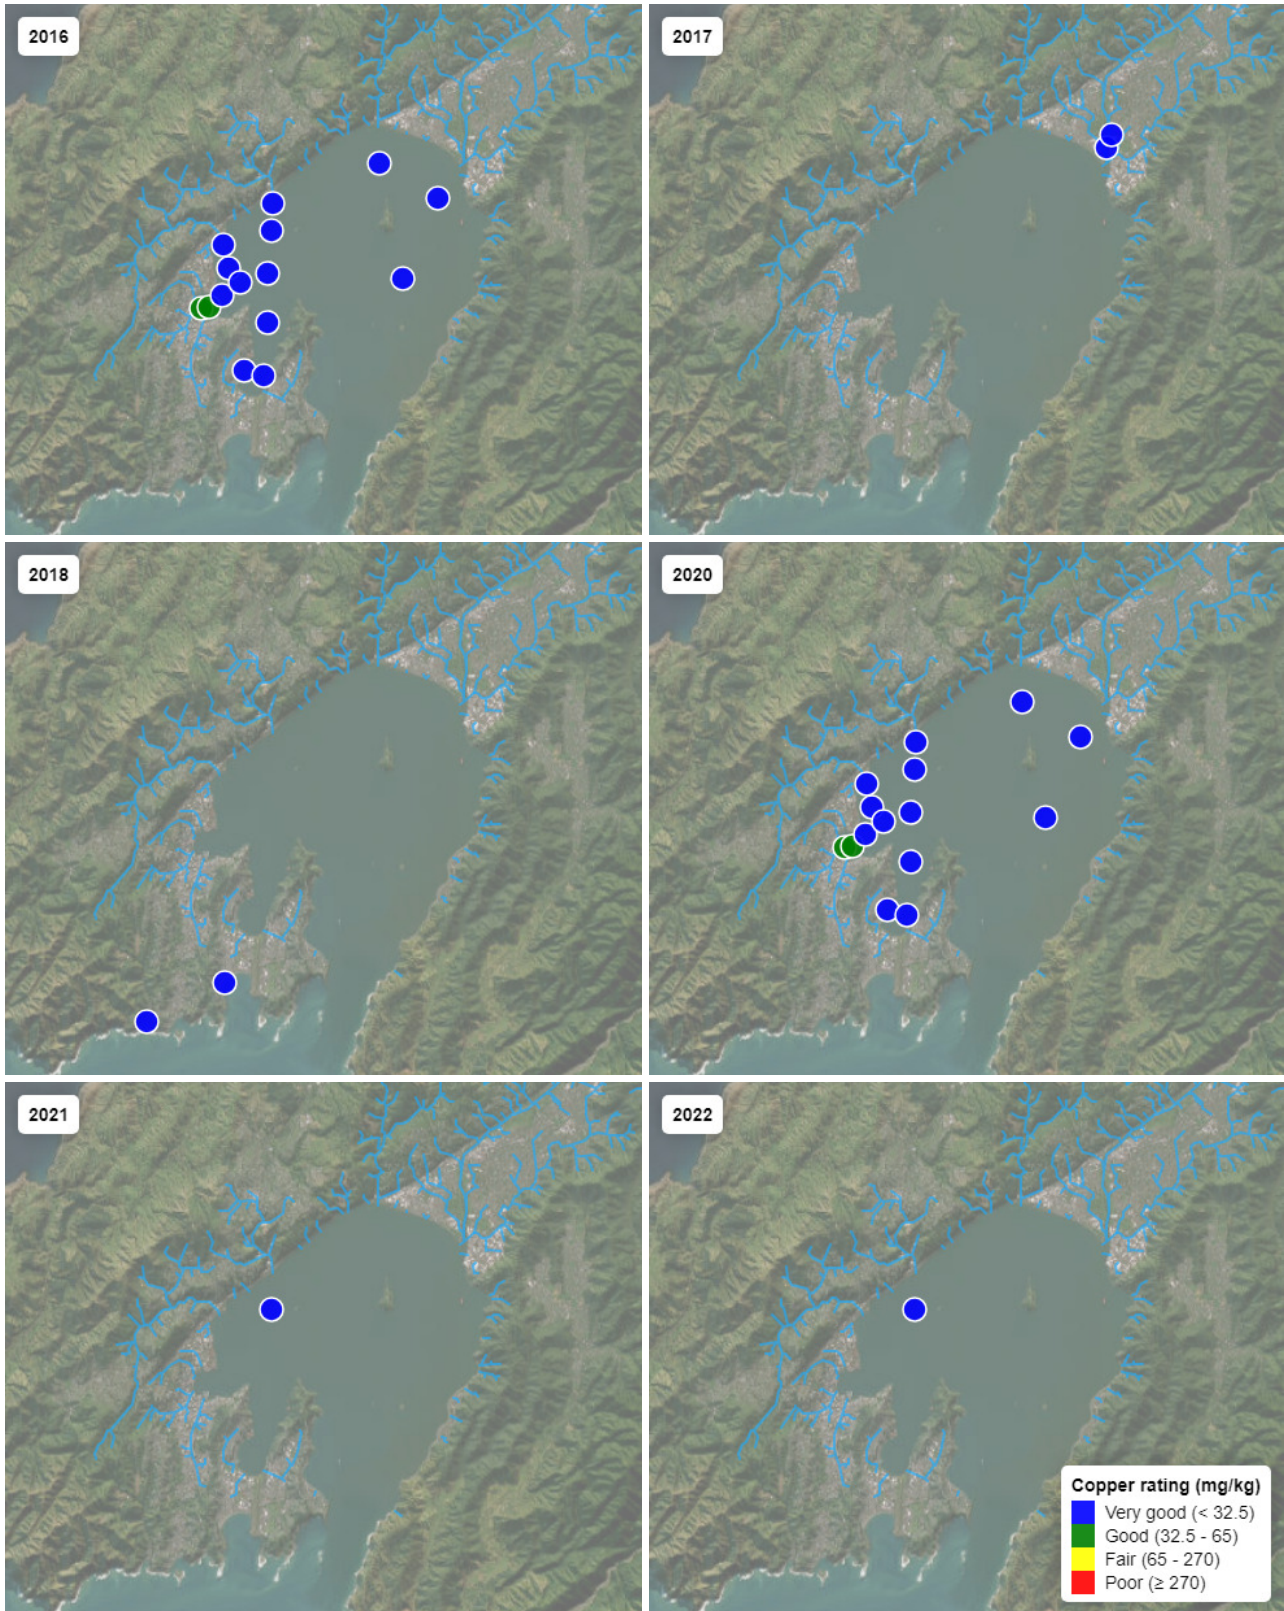 2016
2017
2018
2020
2021
2022
Copper rating (mg/kg)
Very good (< 32.5)
Good (32.5 - 65)
Fair (65 - 270)
Poor (≥ 270)